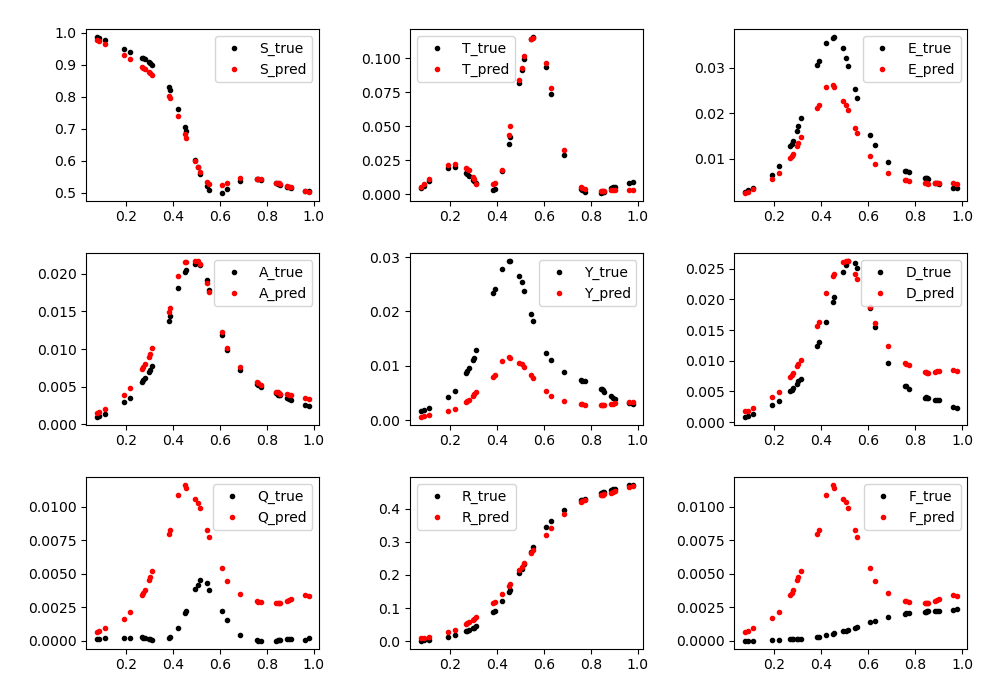 1.0
0.9
0.8
0.7
0.6
0.5
0.2 0.4 0.6 0.8 1.0
S_true
S_pred
0.100
0.075
0.050
0.025
0.000
0.2 0.4 0.6 0.8 1.0
T_true
T_pred
0.03
0.02
0.01
0.2 0.4 0.6 0.8 1.0
E_true
E_pred
0.020
0.015
0.010
0.005
0.000
0.2 0.4 0.6 0.8 1.0
A_true
A_pred
0.03
0.02
0.01
0.00
0.2 0.4 0.6 0.8 1.0
Y_true
Y_pred
0.025
0.020
0.015
0.010
0.005
0.000
0.2 0.4 0.6 0.8 1.0
D_true
D_pred
0.0100
0.0075
0.0050
0.0025
0.0000
0.2 0.4 0.6 0.8 1.0
Q_true
Q_pred
0.4
0.3
0.2
0.1
0.0
0.2 0.4 0.6 0.8 1.0
R_true
R_pred
0.0100
0.0075
0.0050
0.0025
0.0000
0.2 0.4 0.6 0.8 1.0
F_true
F_pred